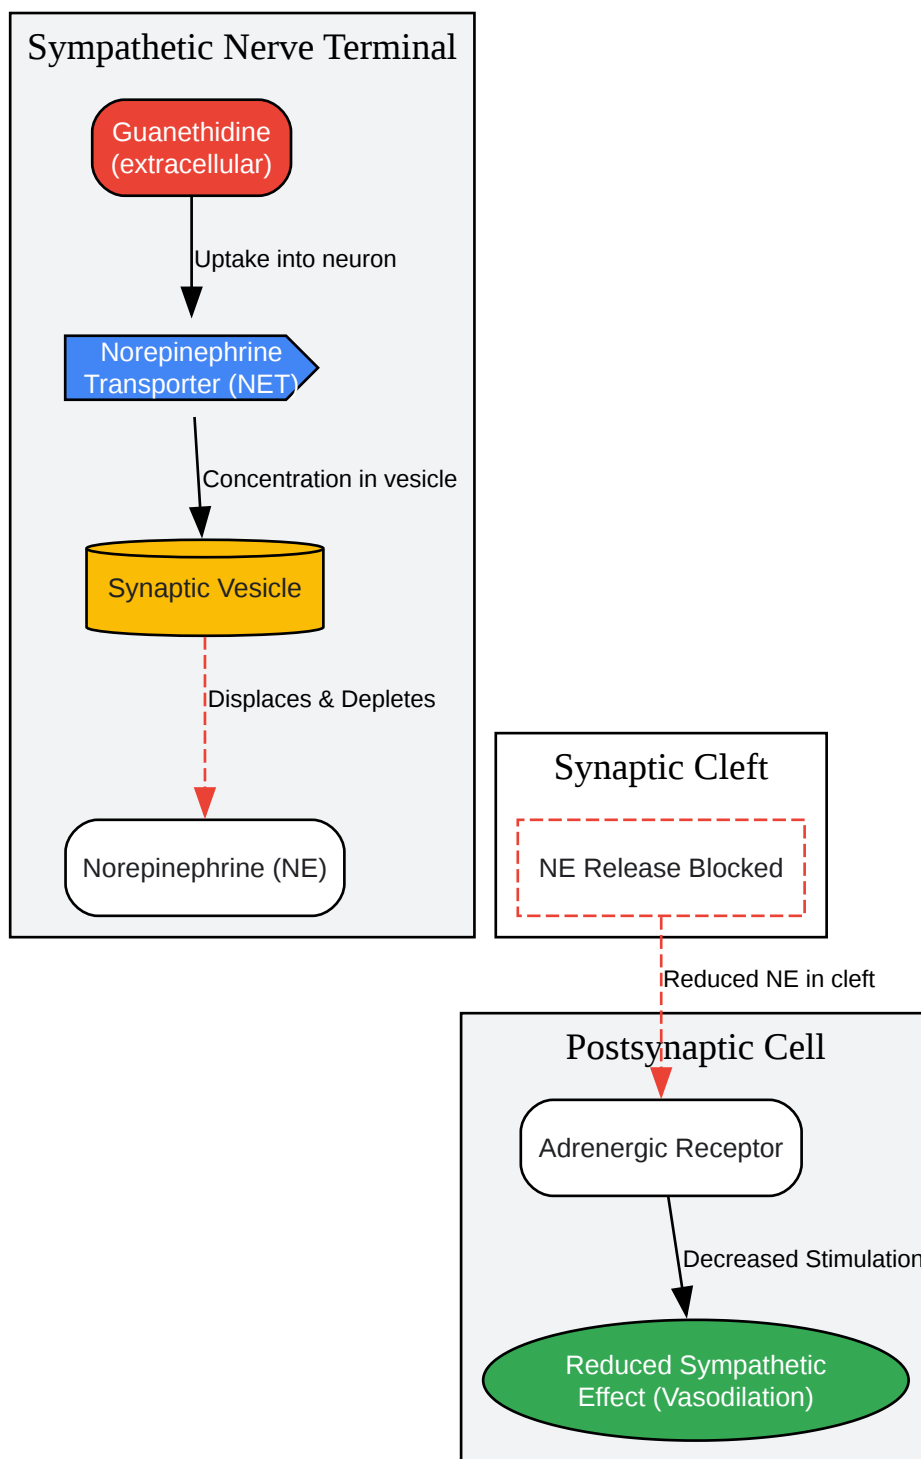 Sympathetic Nerve Terminal
Guanethidine
(extracellular)
Uptake into neuron
Norepinephrine
Transporter (NET)
Concentration in vesicle
Synaptic Vesicle
Displaces & Depletes
Norepinephrine (NE)
Synaptic Cleft
NE Release Blocked
Reduced NE in cleft
Postsynaptic Cell
Adrenergic Receptor
Decreased Stimulation
Reduced Sympathetic
Effect (Vasodilation)